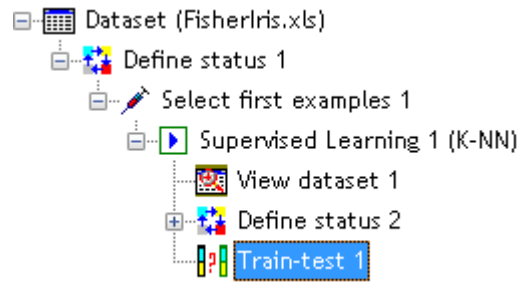 Dataset (FisherIris.xls)
Define status 1
Select first examples 1
Supervised Learning 1 (K-NN)
View dataset 1
Define status 2
Train-test 1